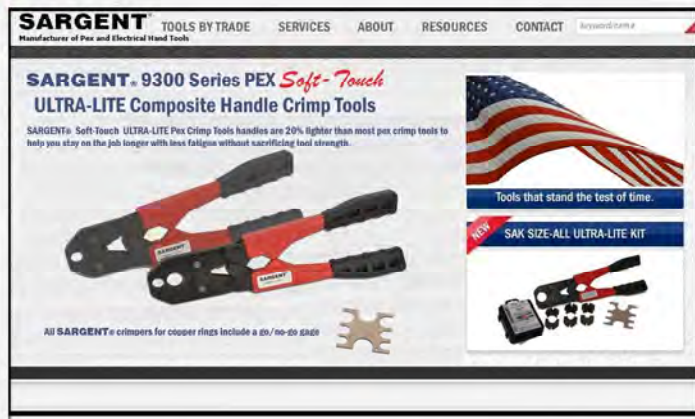 SARGENT® TOOLS BY TRADE SERVICES ABOUT RESOURCES CONTACT keyword/item#
Manufacturer of Pex and Electrical Hand Tools
SARGENT® 9300 Series PEX Soft-Touch
ULTRA-LITE Composite Handle Crimp Tools
SARGENT® Soft-Touch ULTRA-LITE Pex Crimp Tools handles are 20% lighter than most pex crimp tools to
help you stay on the job longer with less fatigue without sacrificing tool strength.
SARGENT
SARGENT
All SARGENT® crimpers for copper rings include a go/no-go gage
Tools that stand the test of time.
NEW
SAK SIZE-ALL ULTRA-LITE KIT